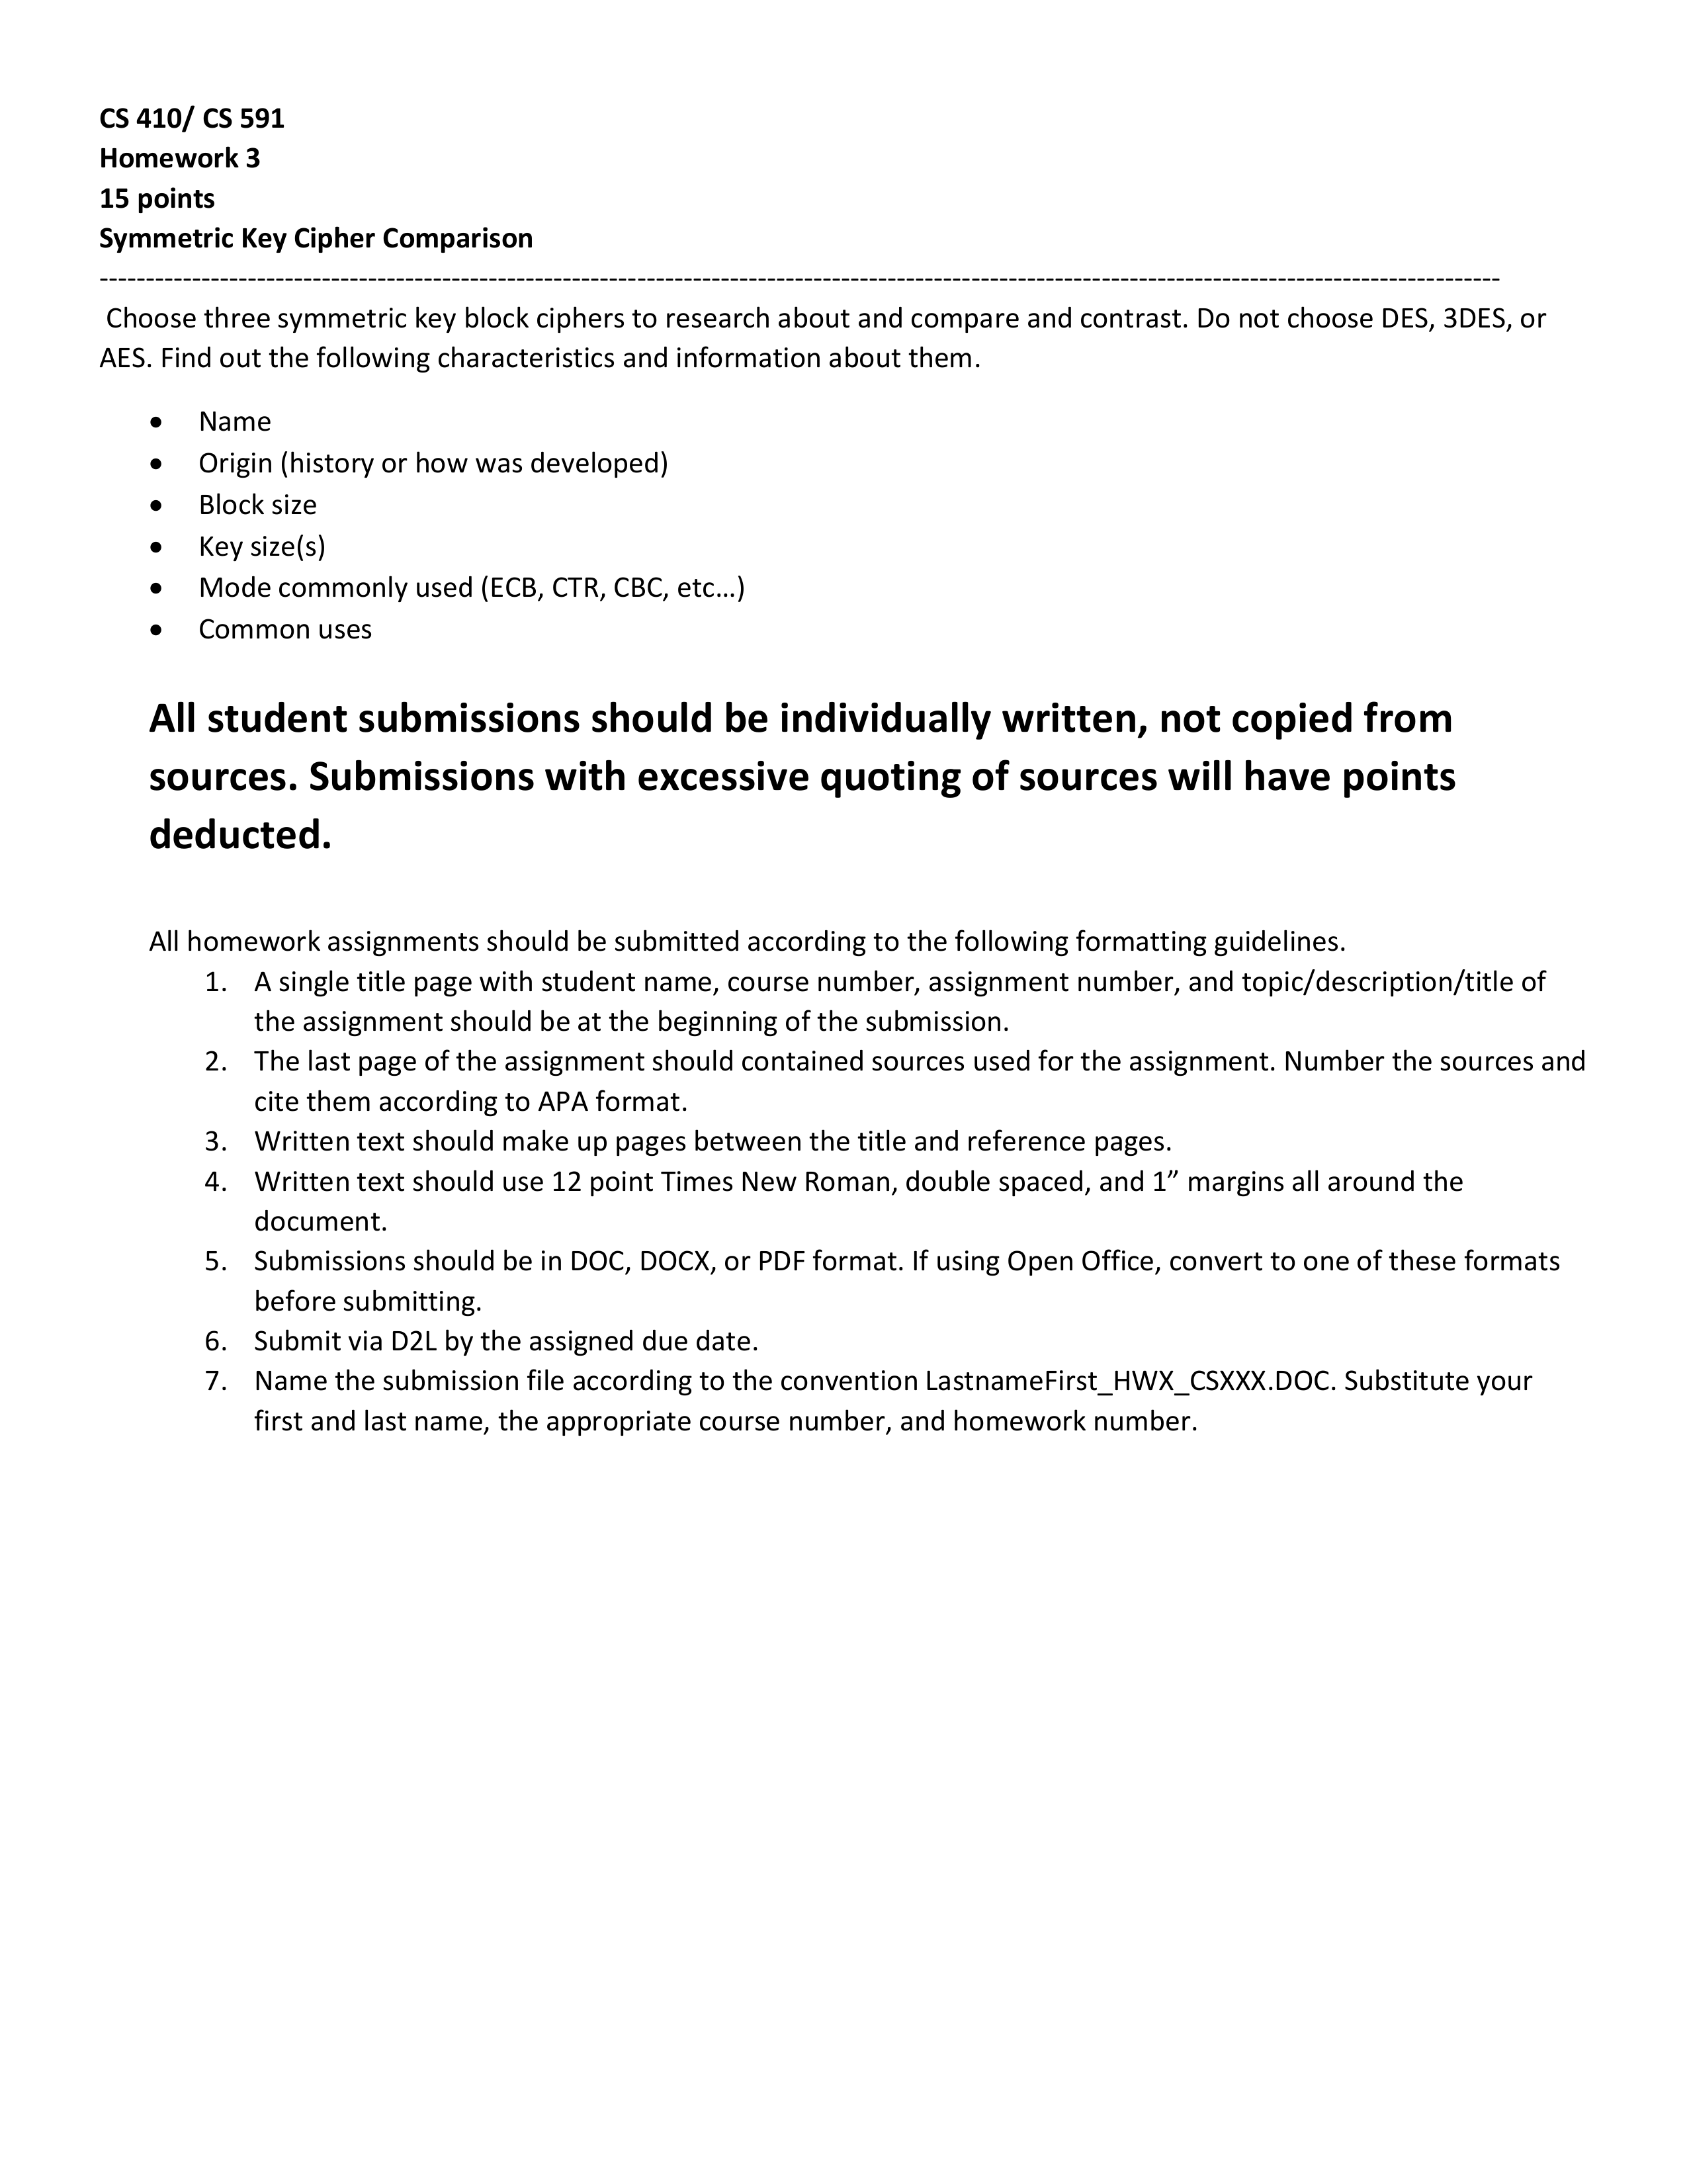 CS 410/ CS 591
Homework 3
15 points
Symmetric Key Cipher Comparison
-------------------------------------------------------------------------------------------------------------------------------------------------------
Choose three symmetric key block ciphers to research about and compare and contrast. Do not choose DES, 3DES, or
AES. Find out the following characteristics and information about them.
• Name
• Origin (history or how was developed)
• Block size
• Key size(s)
• Mode commonly used (ECB, CTR, CBC, etc…)
• Common uses
All student submissions should be individually written, not copied from
sources. Submissions with excessive quoting of sources will have points
deducted.
All homework assignments should be submitted according to the following formatting guidelines.
1. A single title page with student name, course number, assignment number, and topic/description/title of
the assignment should be at the beginning of the submission.
2. The last page of the assignment should contained sources used for the assignment. Number the sources and
cite them according to APA format.
3. Written text should make up pages between the title and reference pages.
4. Written text should use 12 point Times New Roman, double spaced, and 1” margins all around the
document.
5. Submissions should be in DOC, DOCX, or PDF format. If using Open Office, convert to one of these formats
before submitting.
6. Submit via D2L by the assigned due date.
7. Name the submission file according to the convention LastnameFirst_HWX_CSXXX.DOC. Substitute your
first and last name, the appropriate course number, and homework number.